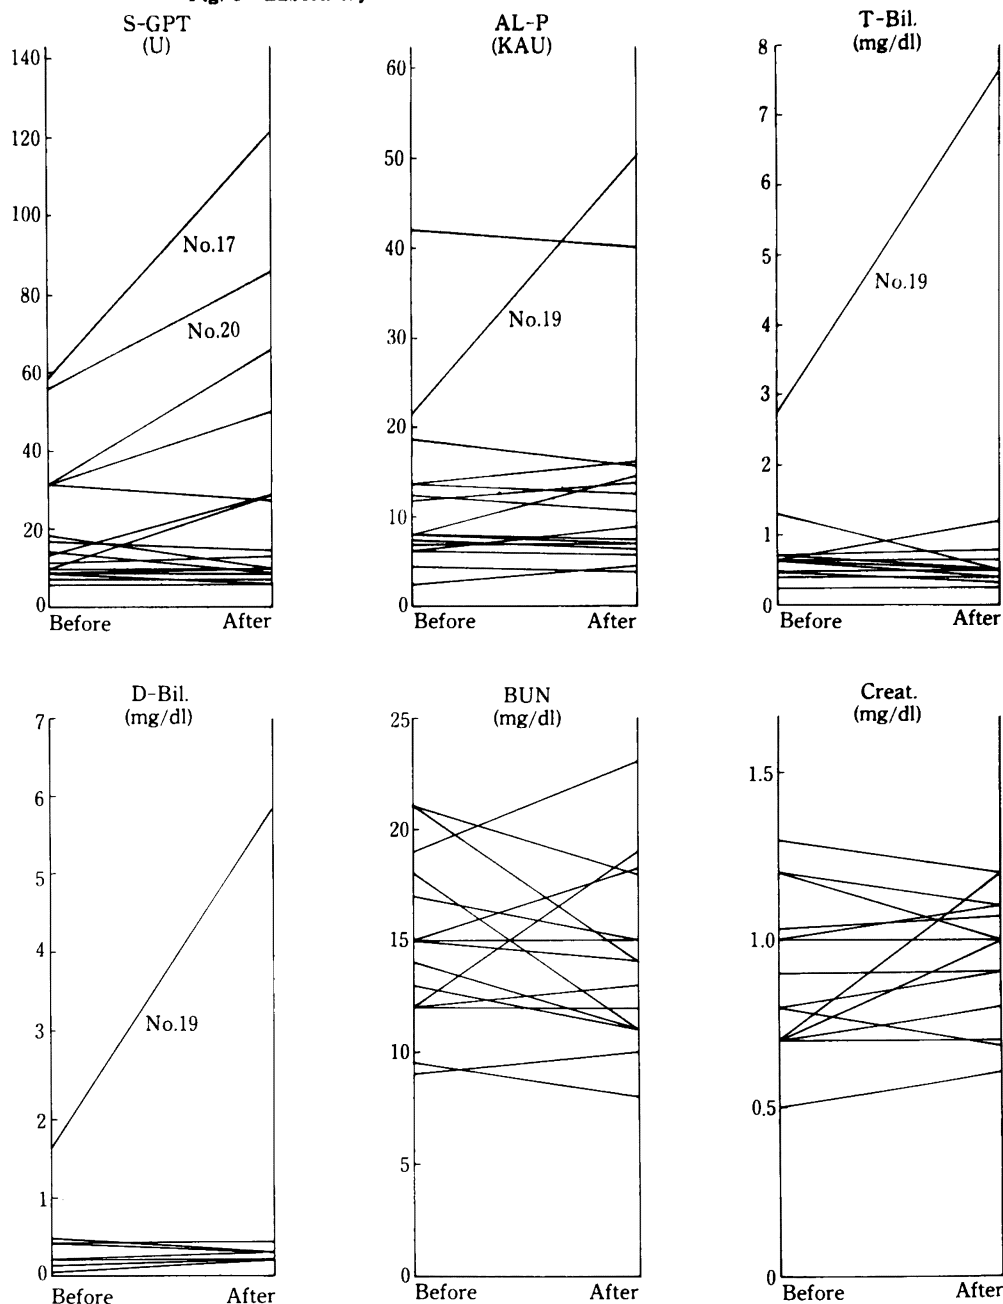 S-GPT
(U)
140
120
100
80
60
40
20
0
No.17
No.20
Before After
AL-P
(KAU)
60
50
40
30
20
10
0
No.19
Before After
T-Bil.
(mg/dl)
8
7
6
5
4
3
2
1
0
No.19
Before After
D-Bil.
(mg/dl)
7
6
5
4
3
2
1
0
No.19
Before After
BUN
(mg/dl)
25
20
15
10
5
0
Before After
Creat.
(mg/dl)
1.5
1.0
0.5
0
Before After